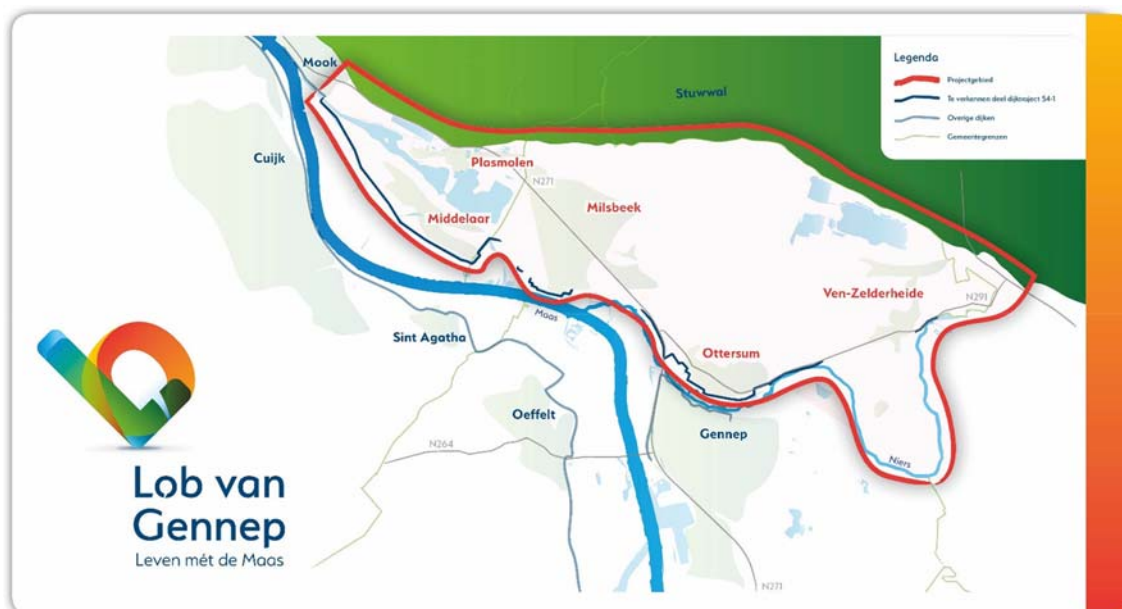 Mook
Stuwwal
Legenda
Projectgebied
Te verkennen deel dijktraject 54-1
Overige dijken
Gemeentegrenzen
Cuijk
Plasmolen
N271
Middelaar
Milsbeek
Ven-Zelderheide
N291
Maas
Sint Agatha
Ottersum
Oeffelt
Gennep
N264
Niers
N271
Lob van
Gennep
Leven mét de Maas